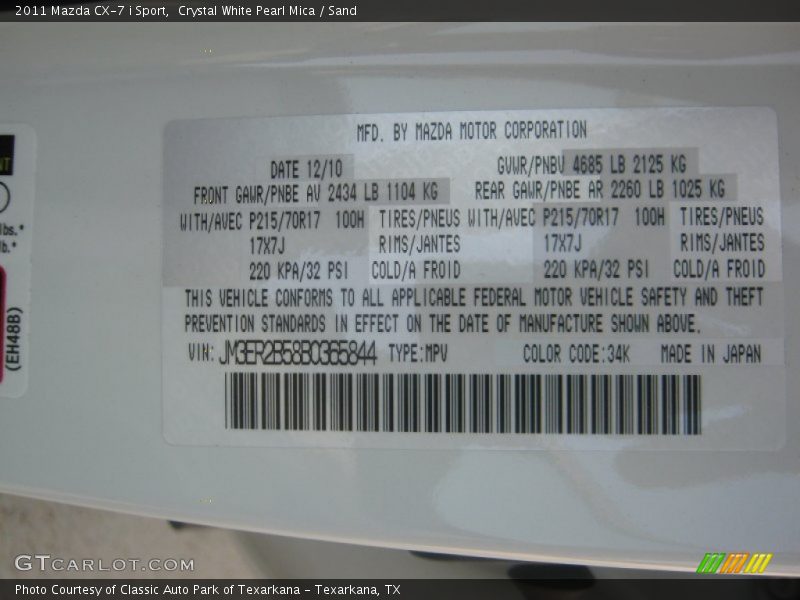 2011 Mazda CX-7 i Sport,  Crystal White Pearl Mica / Sand
MFD. BY MAZDA MOTOR CORPORATION
DATE 12/10 GVWR/PNBV 4685 LB 2125 KG
FRONT GAWR/PNBE AV 2434 LB 1104 KG REAR GAWR/PNBE AR 2260 LB 1025 KG
WITH/AVEC P215/70R17 100H TIRES/PNEUS WITH/AVEC P215/70R17 100H TIRES/PNEUS
17X7J RIMS/JANTES 17X7J RIMS/JANTES
220 KPA/32 PSI COLD/A FROID 220 KPA/32 PSI COLD/A FROID
THIS VEHICLE CONFORMS TO ALL APPLICABLE FEDERAL MOTOR VEHICLE SAFETY AND THEFT
PREVENTION STANDARDS IN EFFECT ON THE DATE OF MANUFACTURE SHOWN ABOVE.
VIN: JM3ER2B58B0365844 TYPE:MPV COLOR CODE:34K MADE IN JAPAN
lbs.*
lb.*
(EH48B)
GTCARLOT.COM
Photo Courtesy of Classic Auto Park of Texarkana - Texarkana, TX